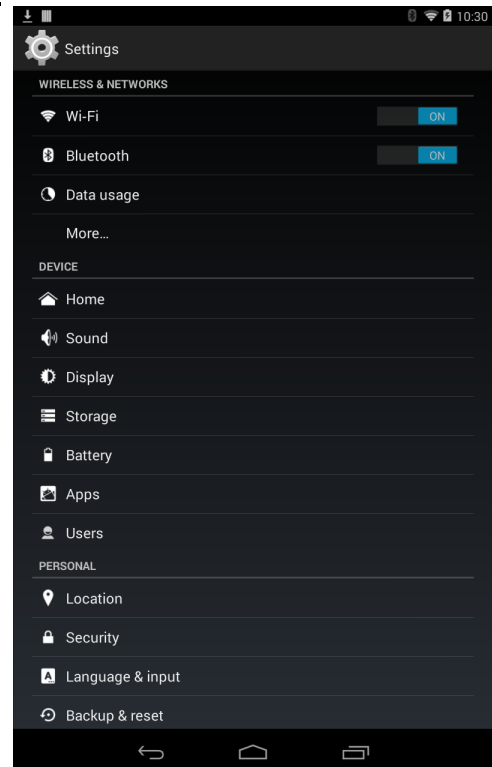 10:30
Settings
WIRELESS & NETWORKS
Wi-Fi ON
Bluetooth ON
Data usage
More…
DEVICE
Home
Sound
Display
Storage
Battery
Apps
Users
PERSONAL
Location
Security
Language & input
Backup & reset